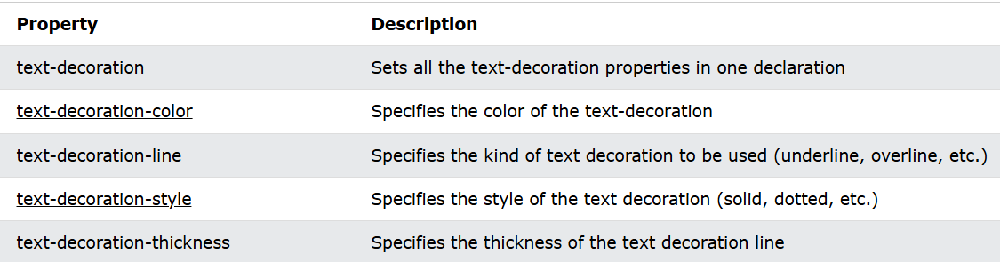 Property Description
text-decoration Sets all the text-decoration properties in one declaration
text-decoration-color Specifies the color of the text-decoration
text-decoration-line Specifies the kind of text decoration to be used (underline, overline, etc.)
text-decoration-style Specifies the style of the text decoration (solid, dotted, etc.)
text-decoration-thickness Specifies the thickness of the text decoration line